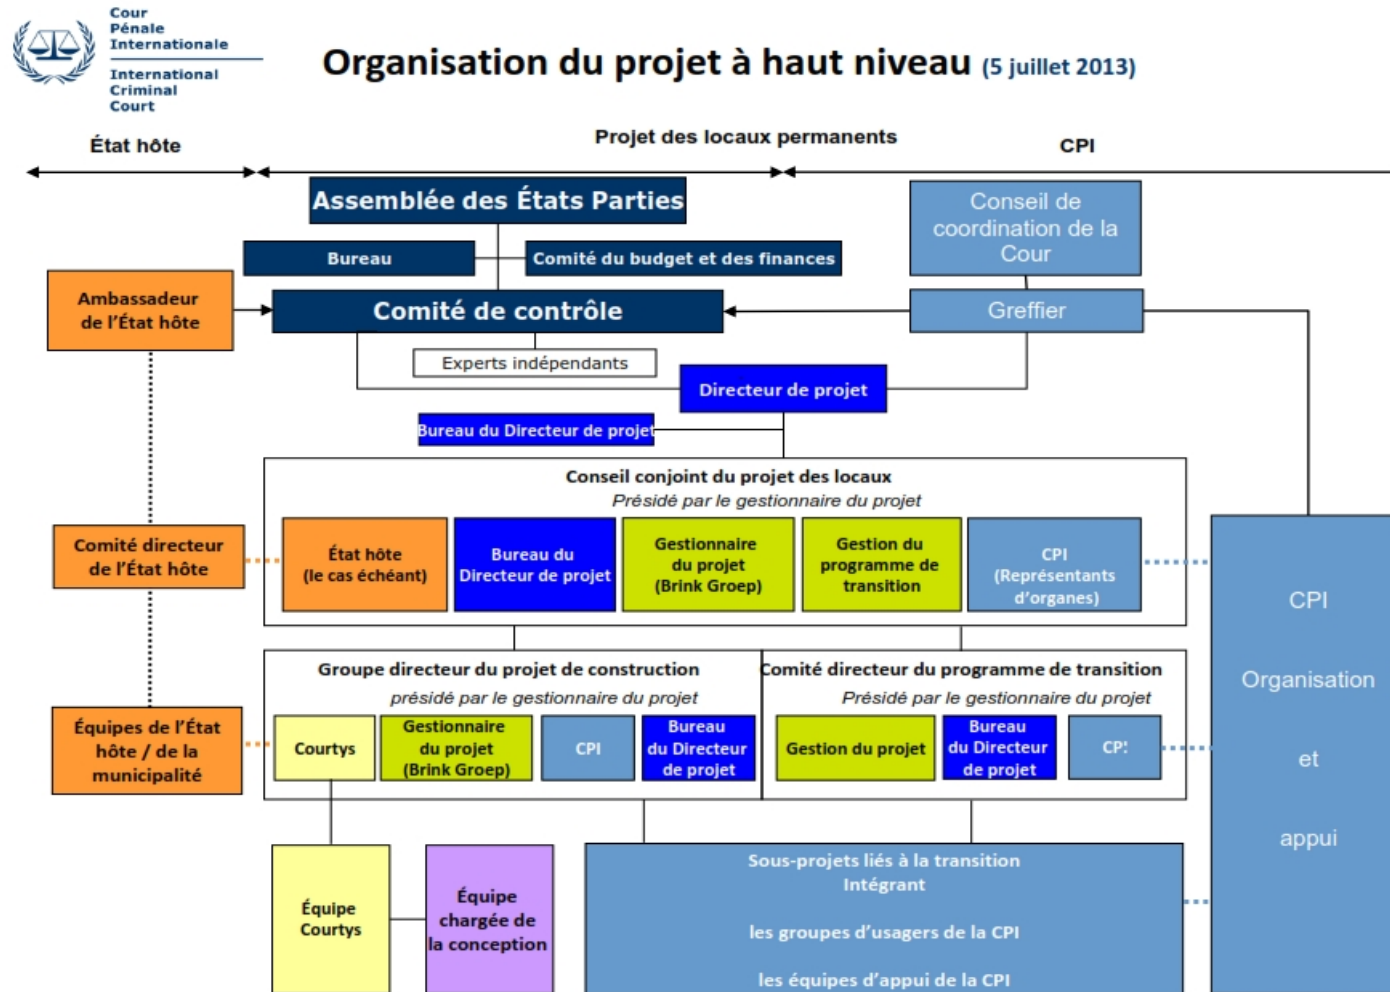 Cour
Pénale
Internationale
International
Criminal
Court
Organisation du projet à haut niveau (5 juillet 2013)
État hôte
Projet des locaux permanents
CPI
Assemblée des États Parties
Bureau
Comité du budget et des finances
Conseil de
coordination de la
Cour
Ambassadeur
de l'État hôte
Comité de contrôle
Greffier
Experts indépendants
Directeur de projet
Bureau du Directeur de projet
Conseil conjoint du projet des locaux
Présidé par le gestionnaire du projet
Comité directeur
de l'État hôte
État hôte
(le cas échéant)
Bureau du
Directeur de projet
Gestionnaire
du projet
(Brink Groep)
Gestion du
programme de
transition
CPI
(Représentants
d'organes)
CPI
Organisation
et
appui
Groupe directeur du projet de construction
présidé par le gestionnaire du projet
Comité directeur du programme de transition
Présidé par le gestionnaire du projet
Équipes de l'État
hôte / de la
municipalité
Courtys
Gestionnaire
du projet
(Brink Groep)
CPI
Bureau
du Directeur
de projet
Gestion du projet
Bureau
du Directeur
de projet
CPI
Équipe
Courtys
Équipe
chargée de
la conception
Sous-projets liés à la transition
Intégrant
les groupes d'usagers de la CPI
les équipes d'appui de la CPI